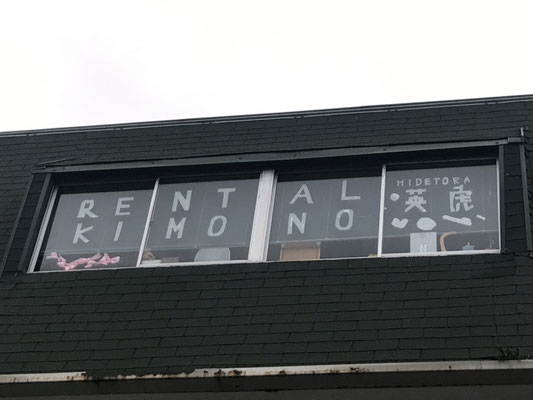 RENTAL
KIMONO
HIDETORA
英虎